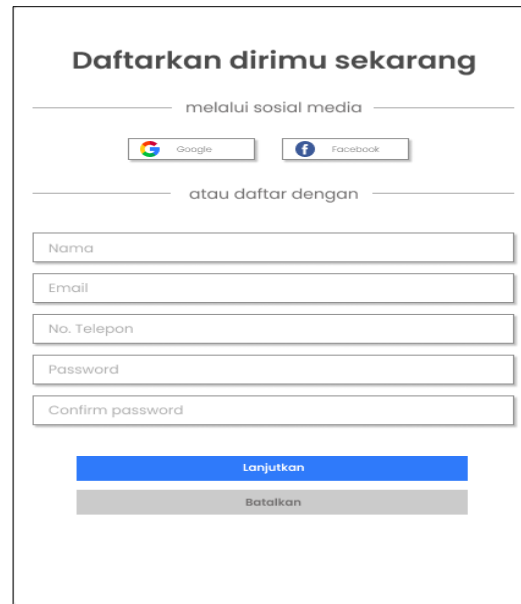 Daftarkan dirimu sekarang
melalui sosial media
Google Facebook
atau daftar dengan
Nama
Email
No. Telepon
Password
Confirm password
Lanjutkan
Batalkan